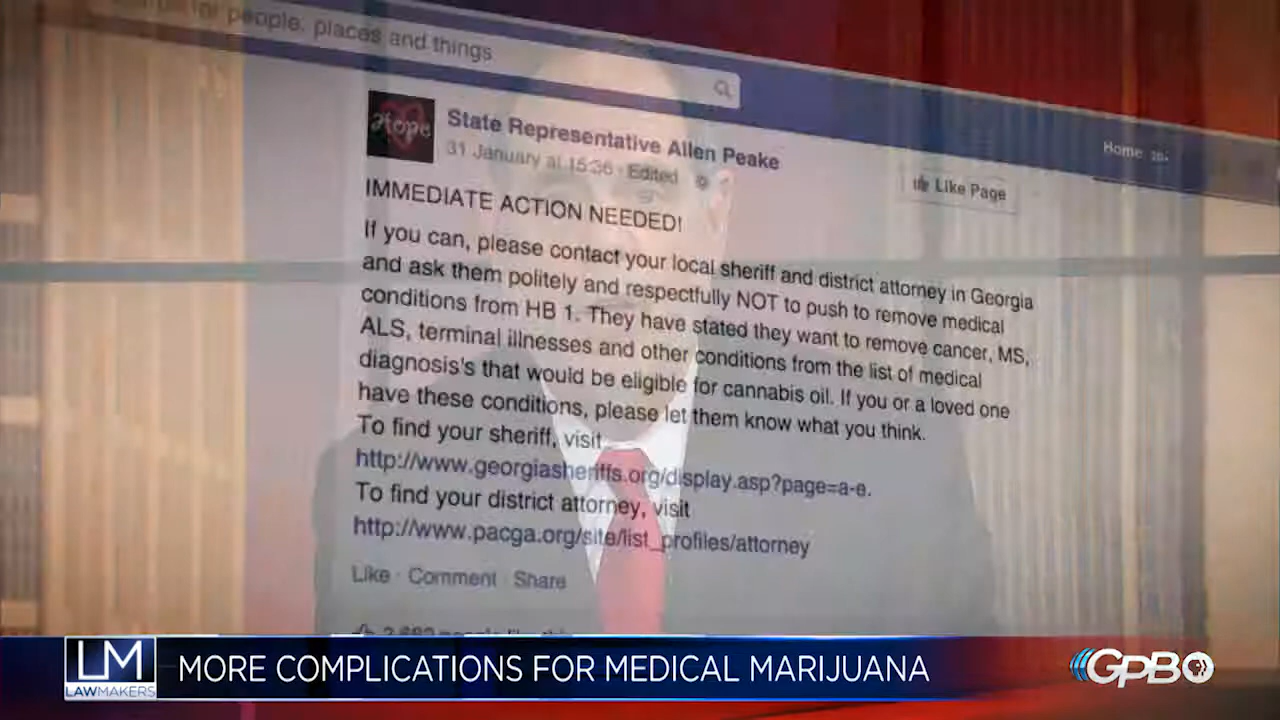 people, places and things
Hope
State Representative Allen Peake
31 January at 15:36 · Edited
Home
Like Page
IMMEDIATE ACTION NEEDED!
If you can, please contact your local sheriff and district attorney in Georgia
and ask them politely and respectfully NOT to push to remove medical
conditions from HB 1. They have stated they want to remove cancer, MS,
ALS, terminal illnesses and other conditions from the list of medical
diagnosis's that would be eligible for cannabis oil. If you or a loved one
have these conditions, please let them know what you think.
To find your sheriff, visit
http://www.georgiasheriffs.org/display.asp?page=a-e.
To find your district attorney, visit
http://www.pacga.org/site/list_profiles/attorney
Like · Comment · Share
LM
LAWMAKERS
MORE COMPLICATIONS FOR MEDICAL MARIJUANA
GPB